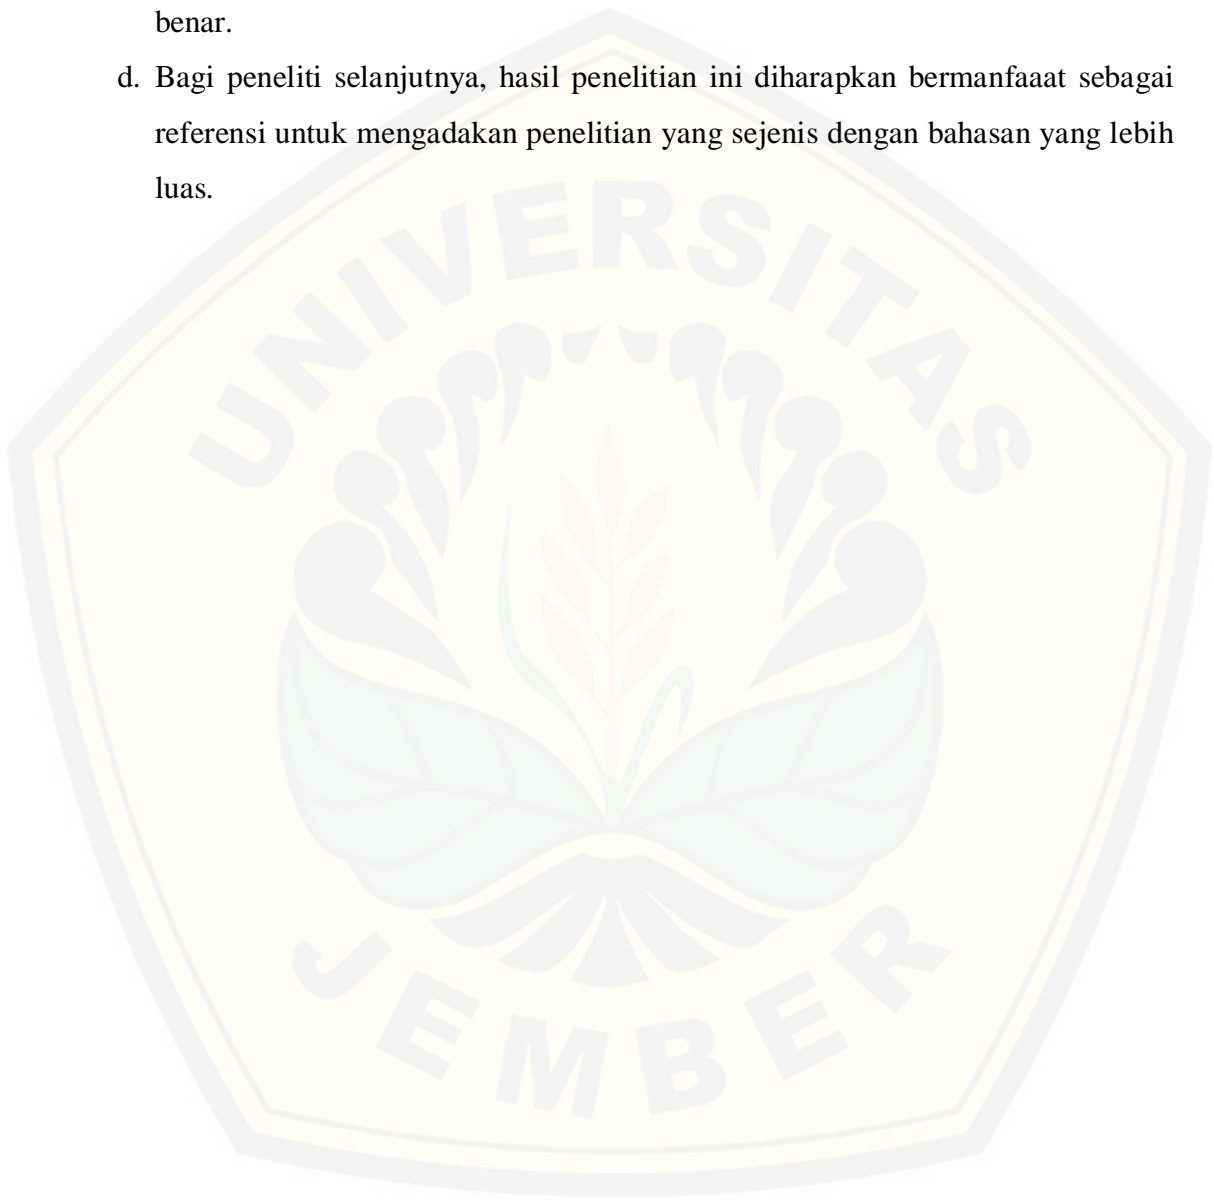 benar.
d. Bagi peneliti selanjutnya, hasil penelitian ini diharapkan bermanfaaat sebagai
referensi untuk mengadakan penelitian yang sejenis dengan bahasan yang lebih
luas.
UNIVERSITAS
JEMBER